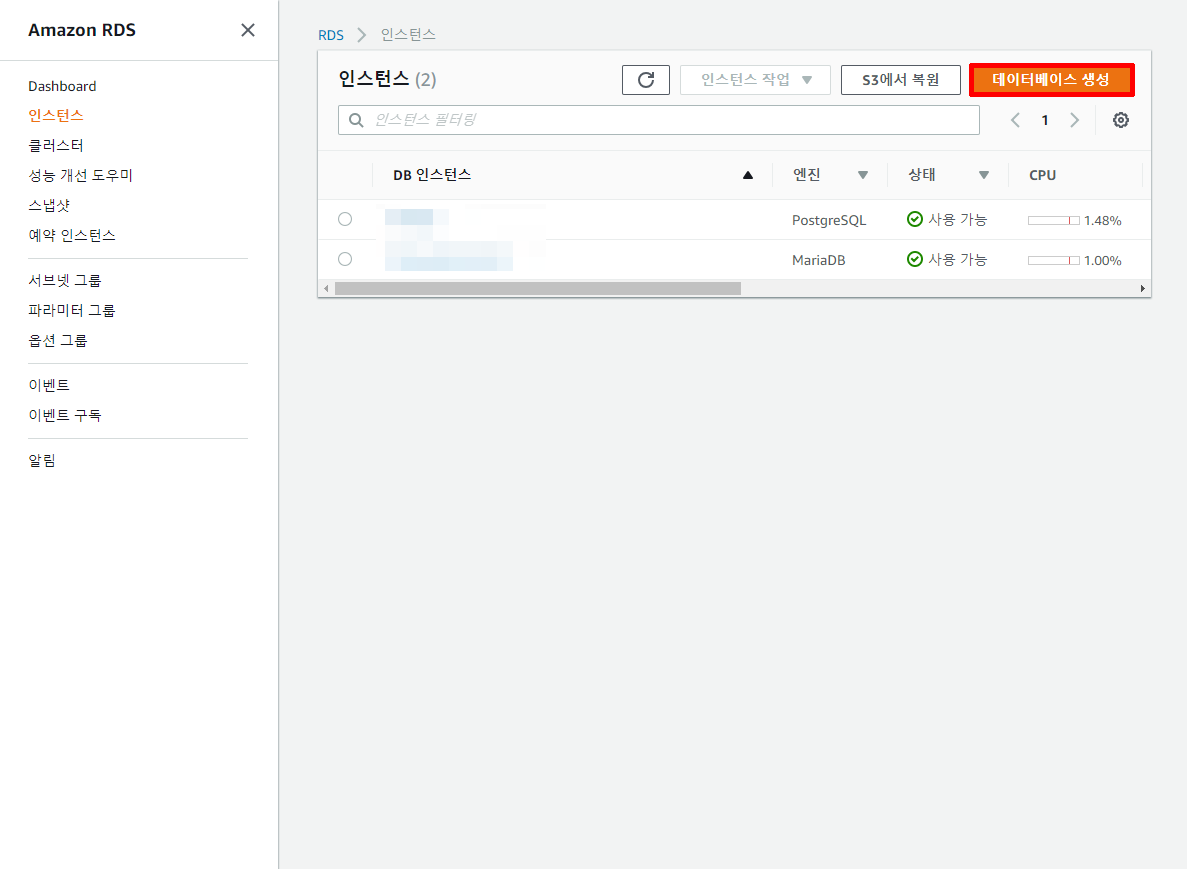 Amazon RDS
Dashboard
인스턴스
클러스터
성능 개선 도우미
스냅샷
예약 인스턴스
서브넷 그룹
파라미터 그룹
옵션 그룹
이벤트
이벤트 구독
알림
RDS 인스턴스
인스턴스 (2) 인스턴스 작업 S3에서 복원 데이터베이스 생성
인스턴스 필터링 1
DB 인스턴스 엔진 상태 CPU
PostgreSQL 사용 가능 1.48%
MariaDB 사용 가능 1.00%